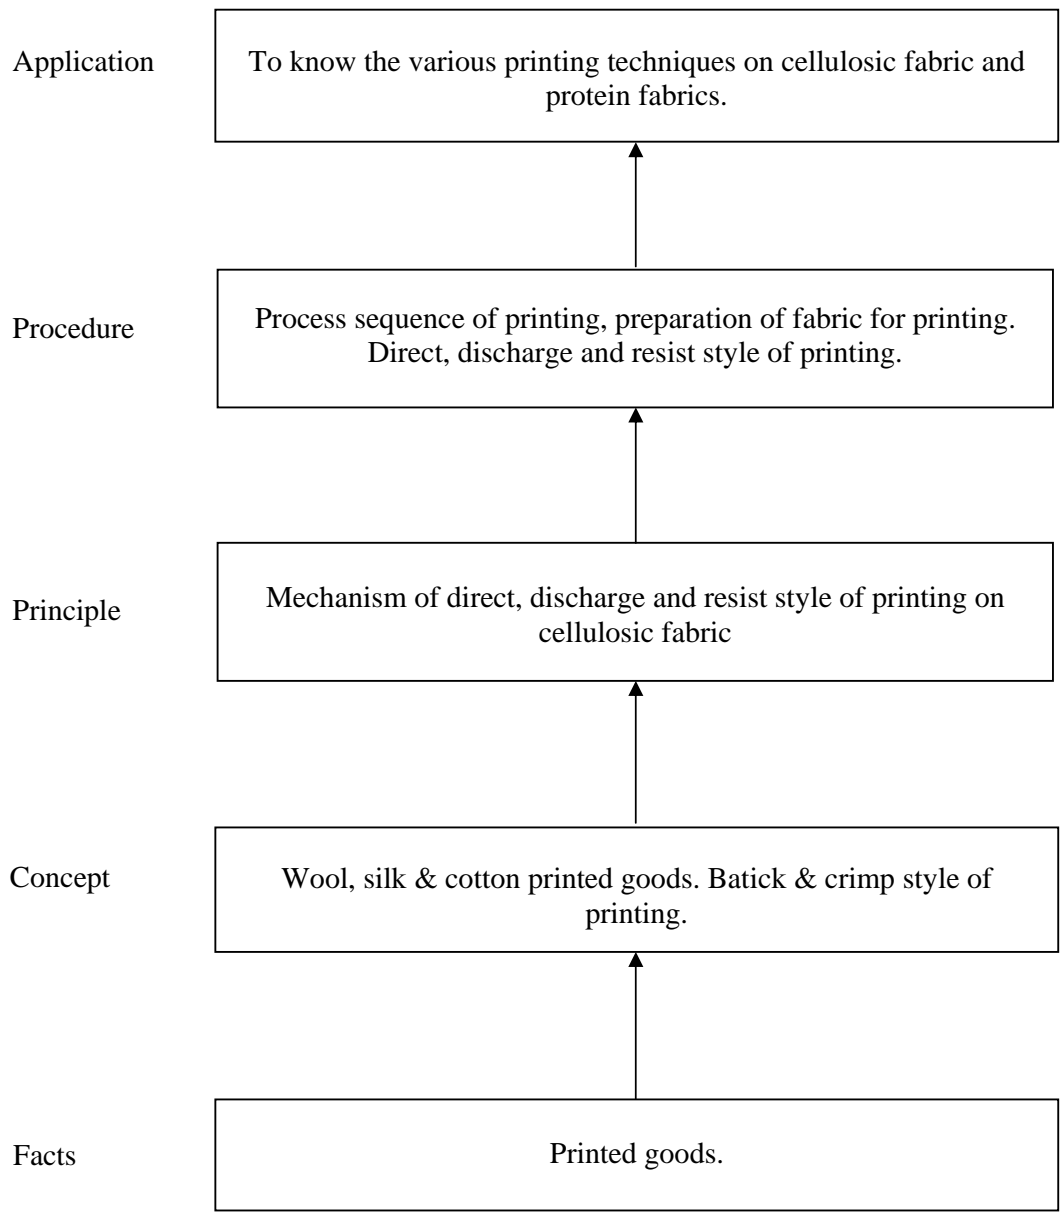 Application
To know the various printing techniques on cellulosic fabric and
protein fabrics.
Procedure
Process sequence of printing, preparation of fabric for printing.
Direct, discharge and resist style of printing.
Principle
Mechanism of direct, discharge and resist style of printing on
cellulosic fabric
Concept
Wool, silk & cotton printed goods. Batick & crimp style of
printing.
Facts
Printed goods.